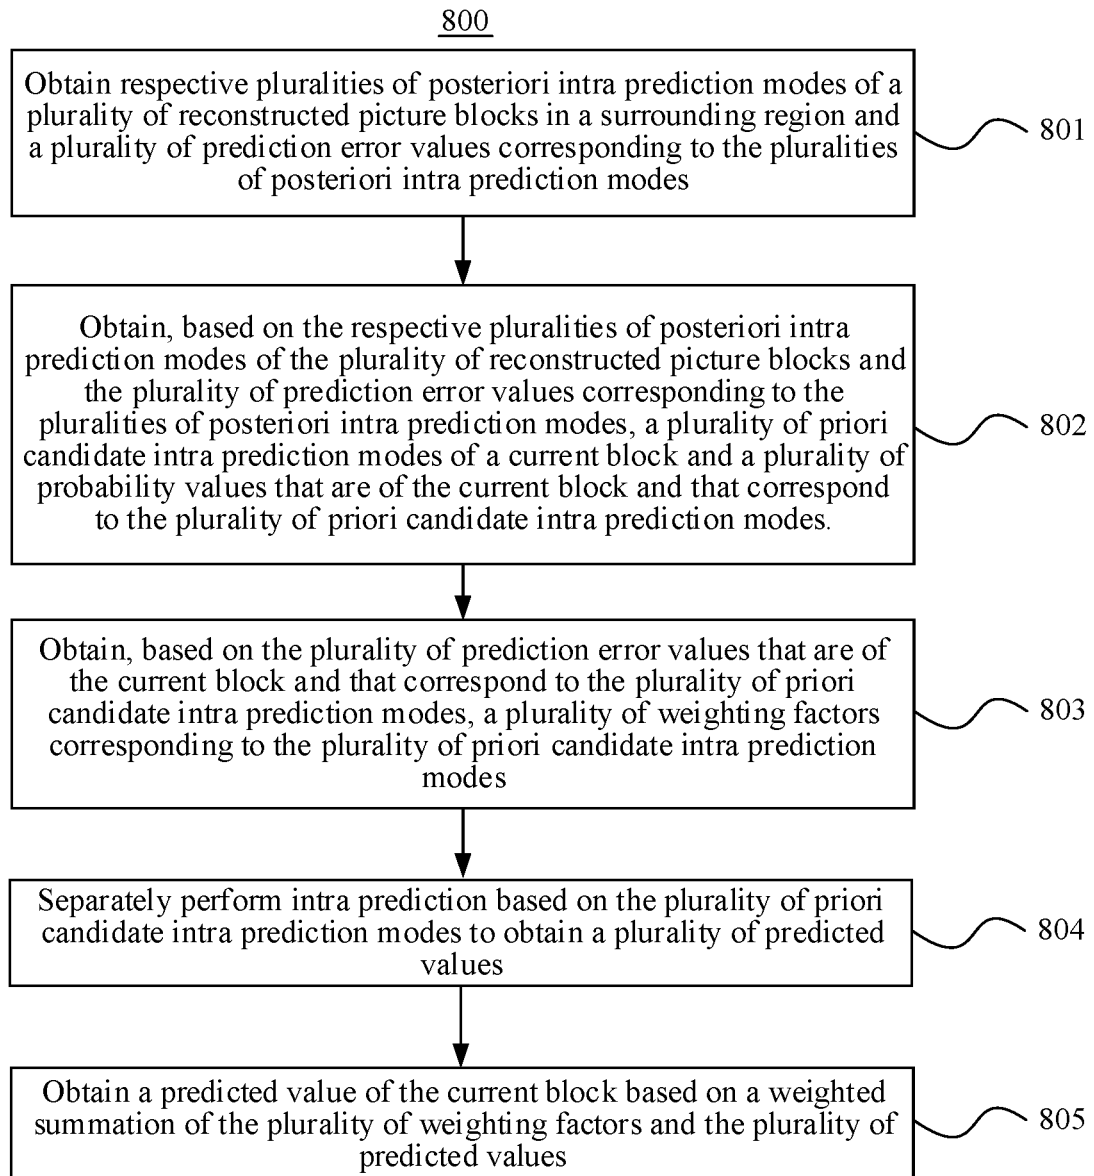 800
Obtain respective pluralities of posteriori intra prediction modes of a
plurality of reconstructed picture blocks in a surrounding region and
a plurality of prediction error values corresponding to the pluralities
of posteriori intra prediction modes
801
Obtain, based on the respective pluralities of posteriori intra
prediction modes of the plurality of reconstructed picture blocks and
the plurality of prediction error values corresponding to the
pluralities of posteriori intra prediction modes, a plurality of priori
candidate intra prediction modes of a current block and a plurality of
probability values that are of the current block and that correspond
to the plurality of priori candidate intra prediction modes.
802
Obtain, based on the plurality of prediction error values that are of
the current block and that correspond to the plurality of priori
candidate intra prediction modes, a plurality of weighting factors
corresponding to the plurality of priori candidate intra prediction
modes
803
Separately perform intra prediction based on the plurality of priori
candidate intra prediction modes to obtain a plurality of predicted
values
804
Obtain a predicted value of the current block based on a weighted
summation of the plurality of weighting factors and the plurality of
predicted values
805